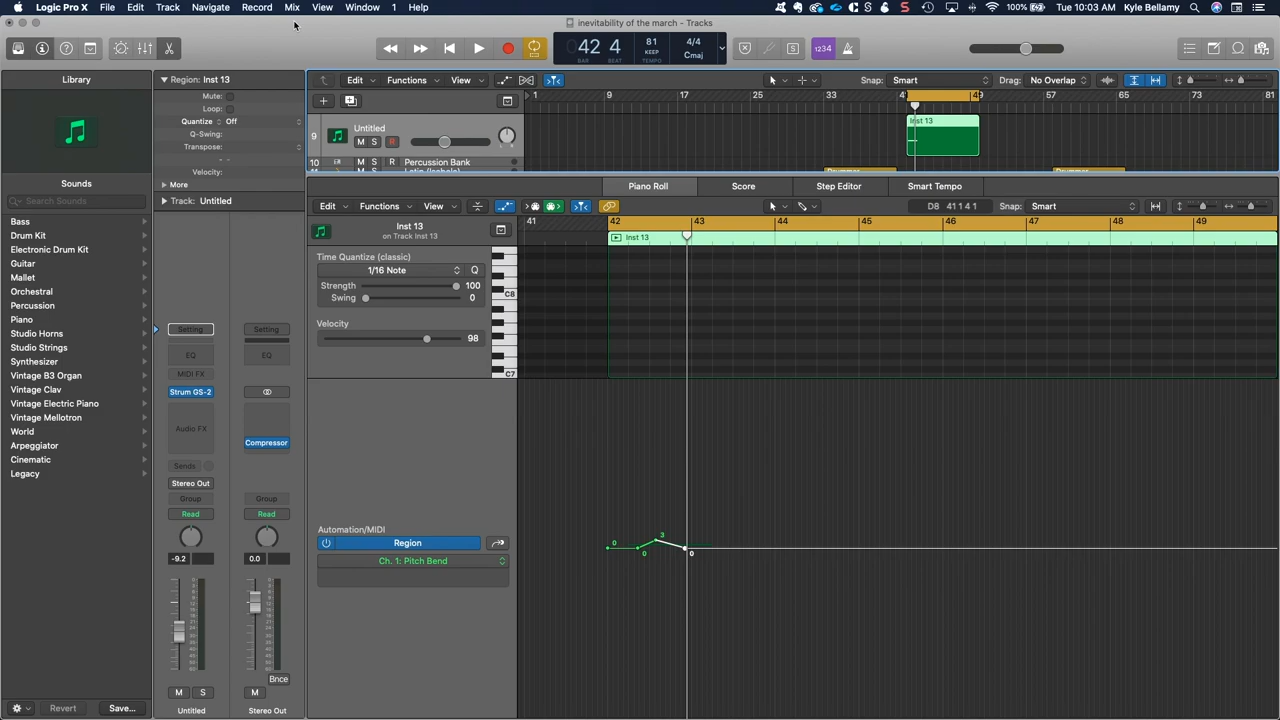 Logic Pro X File Edit Track Navigate Record Mix View Window 1 Help 100% Tue 10:03 AM Kyle Bellamy
inevitability of the march - Tracks
42 4 81 4/4
BAR BEAT KEEP TEMPO Cmaj
1234
Library
Region: Inst 13
Edit Functions View Snap: Smart Drag: No Overlap
Mute:
Loop:
Quantize Off
Q-Swing:
Transpose:
Velocity:
More
Track: Untitled
1 9 17 25 33 41 49 57 65 73 81
9 Untitled
M S R
Inst 13
10 M S R Percussion Bank
Drummer Drummer
Sounds
Search Sounds
Bass
Drum Kit
Electronic Drum Kit
Guitar
Mallet
Orchestral
Percussion
Piano
Studio Horns
Studio Strings
Synthesizer
Vintage B3 Organ
Vintage Clav
Vintage Electric Piano
Vintage Mellotron
World
Arpeggiator
Cinematic
Legacy
Revert Save...
Setting Setting
EQ EQ
MIDI FX
Strum GS-2
Audio FX
Compressor
Sends
Stereo Out
Group Group
Read Read
-9.2 0.0
Bnce
M S M
Untitled Stereo Out
Piano Roll Score Step Editor Smart Tempo
Edit Functions View D8 41 1 4 1 Snap: Smart
41 42 43 44 45 46 47 48 49
Inst 13
on Track Inst 13
Inst 13
Time Quantize (classic)
1/16 Note Q
Strength 100
Swing 0
Velocity
98
C8
C7
Automation/MIDI
Region
Ch. 1: Pitch Bend
0 0 3 0